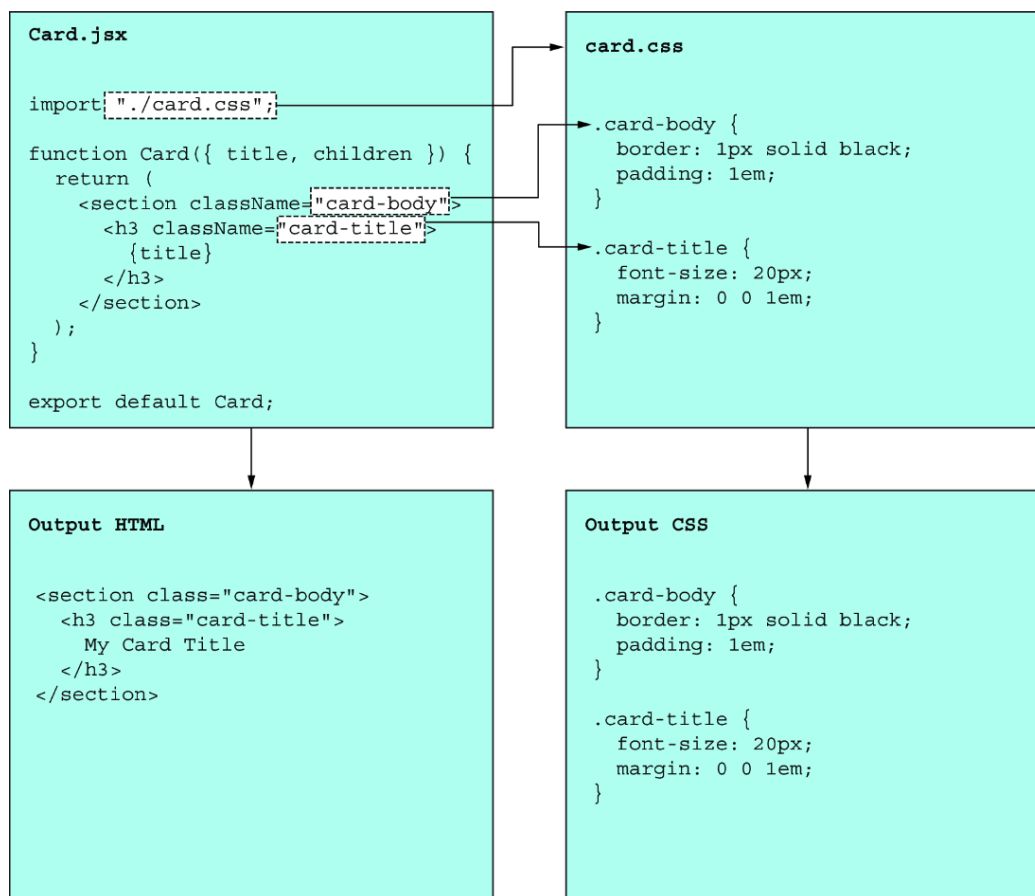 Card.jsx
import "./card.css";
function Card({ title, children }) {
return (
<section className="card-body">
<h3 className="card-title">
{title}
</h3>
</section>
);
}
export default Card;
card.css
.card-body {
border: 1px solid black;
padding: 1em;
}
.card-title {
font-size: 20px;
margin: 0 0 1em;
}
Output HTML
<section class="card-body">
<h3 class="card-title">
My Card Title
</h3>
</section>
Output CSS
.card-body {
border: 1px solid black;
padding: 1em;
}
.card-title {
font-size: 20px;
margin: 0 0 1em;
}